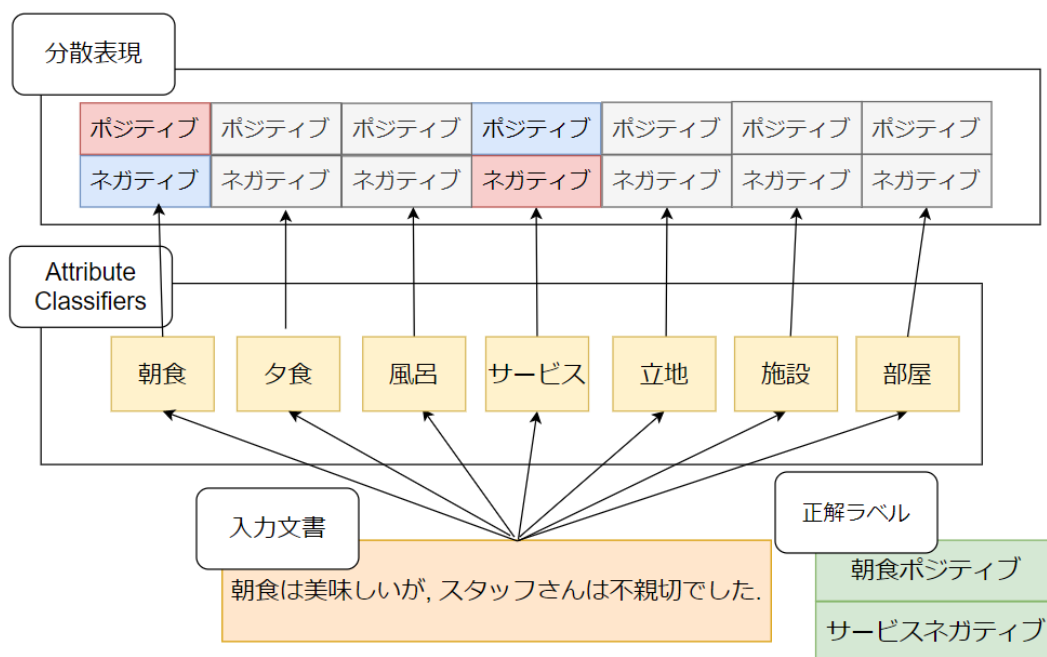 分散表現
ポジティブ ポジティブ ポジティブ ポジティブ ポジティブ ポジティブ ポジティブ
ネガティブ ネガティブ ネガティブ ネガティブ ネガティブ ネガティブ ネガティブ
Attribute
Classifiers
朝食 夕食 風呂 サービス 立地 施設 部屋
入力文書
朝食は美味しいが, スタッフさんは不親切でした.
正解ラベル
朝食ポジティブ
サービスネガティブ